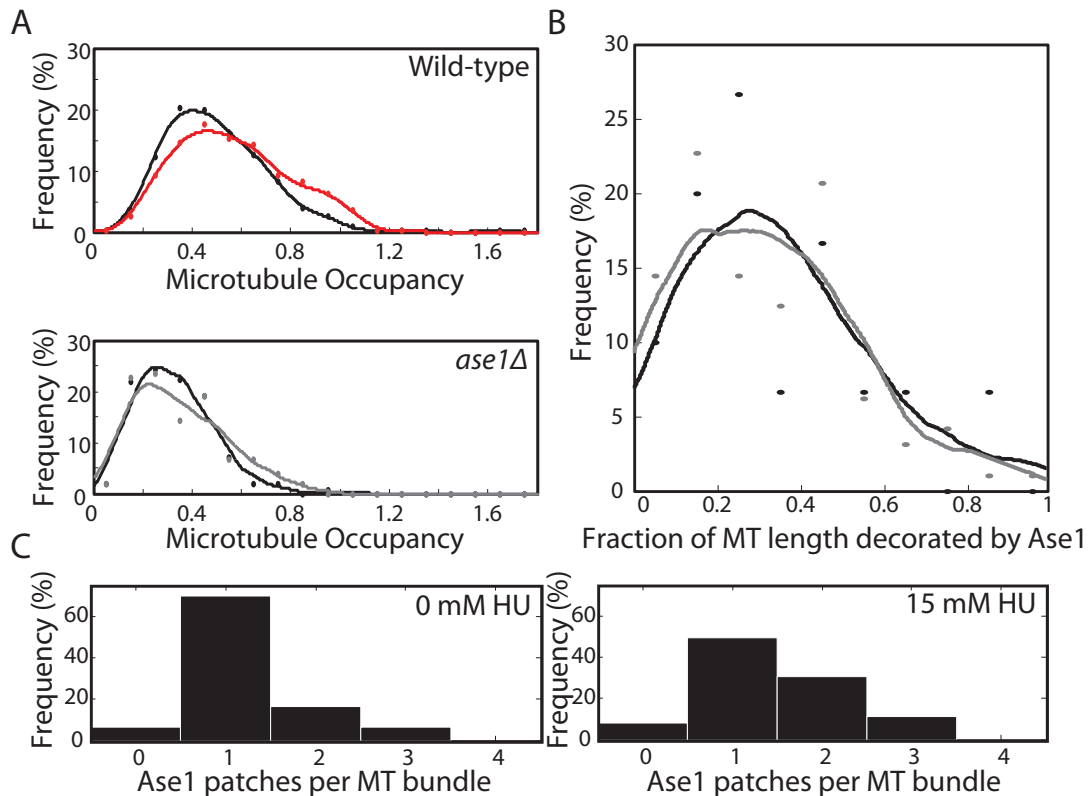 A
Frequency (%)
30
20
10
0
Wild-type
0
0.4
0.8
1.2
1.6
Microtubule Occupancy
Frequency (%)
30
20
10
0
ase1Δ
0
0.4
0.8
1.2
1.6
Microtubule Occupancy
B
Frequency (%)
30
25
20
15
10
5
0
0
0.2
0.4
0.6
0.8
1
Fraction of MT length decorated by Ase1
C
Frequency (%)
60
40
20
0
0 mM HU
0
1
2
3
4
Ase1 patches per MT bundle
Frequency (%)
60
40
20
0
15 mM HU
0
1
2
3
4
Ase1 patches per MT bundle